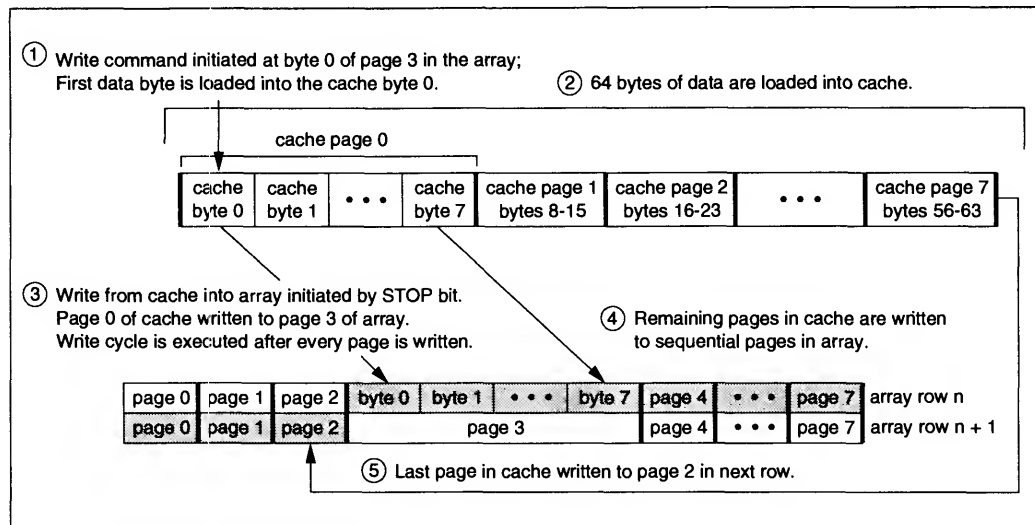 ① Write command initiated at byte 0 of page 3 in the array;
First data byte is loaded into the cache byte 0.
② 64 bytes of data are loaded into cache.
cache page 0
cache byte 0 cache byte 1 • • • cache byte 7 cache page 1 bytes 8-15 cache page 2 bytes 16-23 • • • cache page 7 bytes 56-63
③ Write from cache into array initiated by STOP bit.
Page 0 of cache written to page 3 of array.
Write cycle is executed after every page is written.
④ Remaining pages in cache are written
to sequential pages in array.
page 0 page 1 page 2 byte 0 byte 1 • • • byte 7 page 4 • • • page 7 array row n
page 0 page 1 page 2 page 3 page 4 • • • page 7 array row n + 1
⑤ Last page in cache written to page 2 in next row.